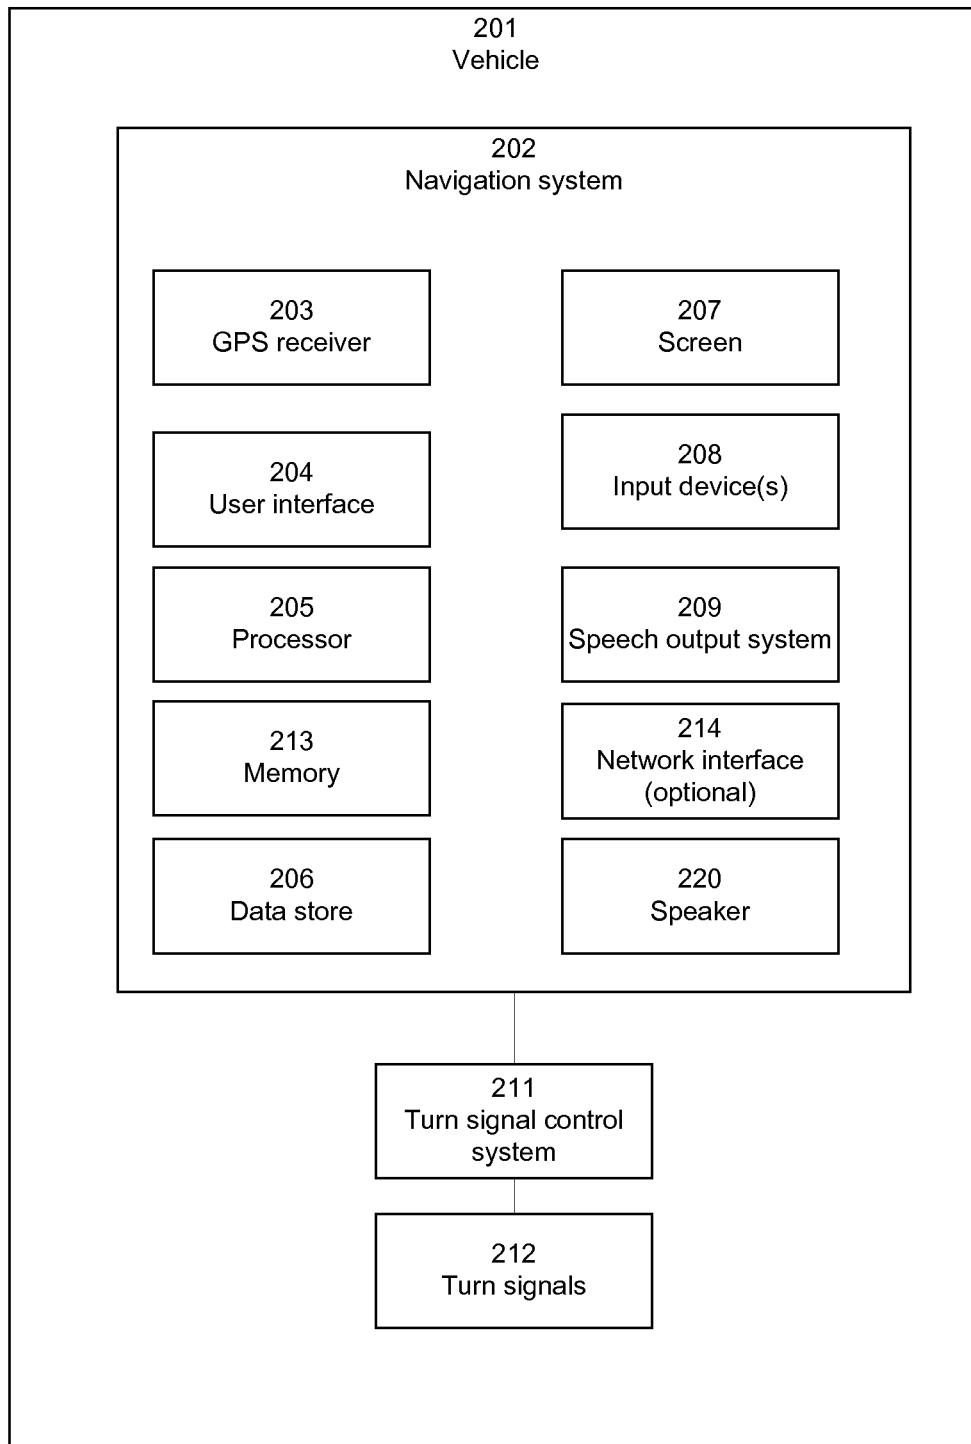 201
Vehicle
202
Navigation system
203
GPS receiver
207
Screen
204
User interface
208
Input device(s)
205
Processor
209
Speech output system
213
Memory
214
Network interface
(optional)
206
Data store
220
Speaker
211
Turn signal control
system
212
Turn signals